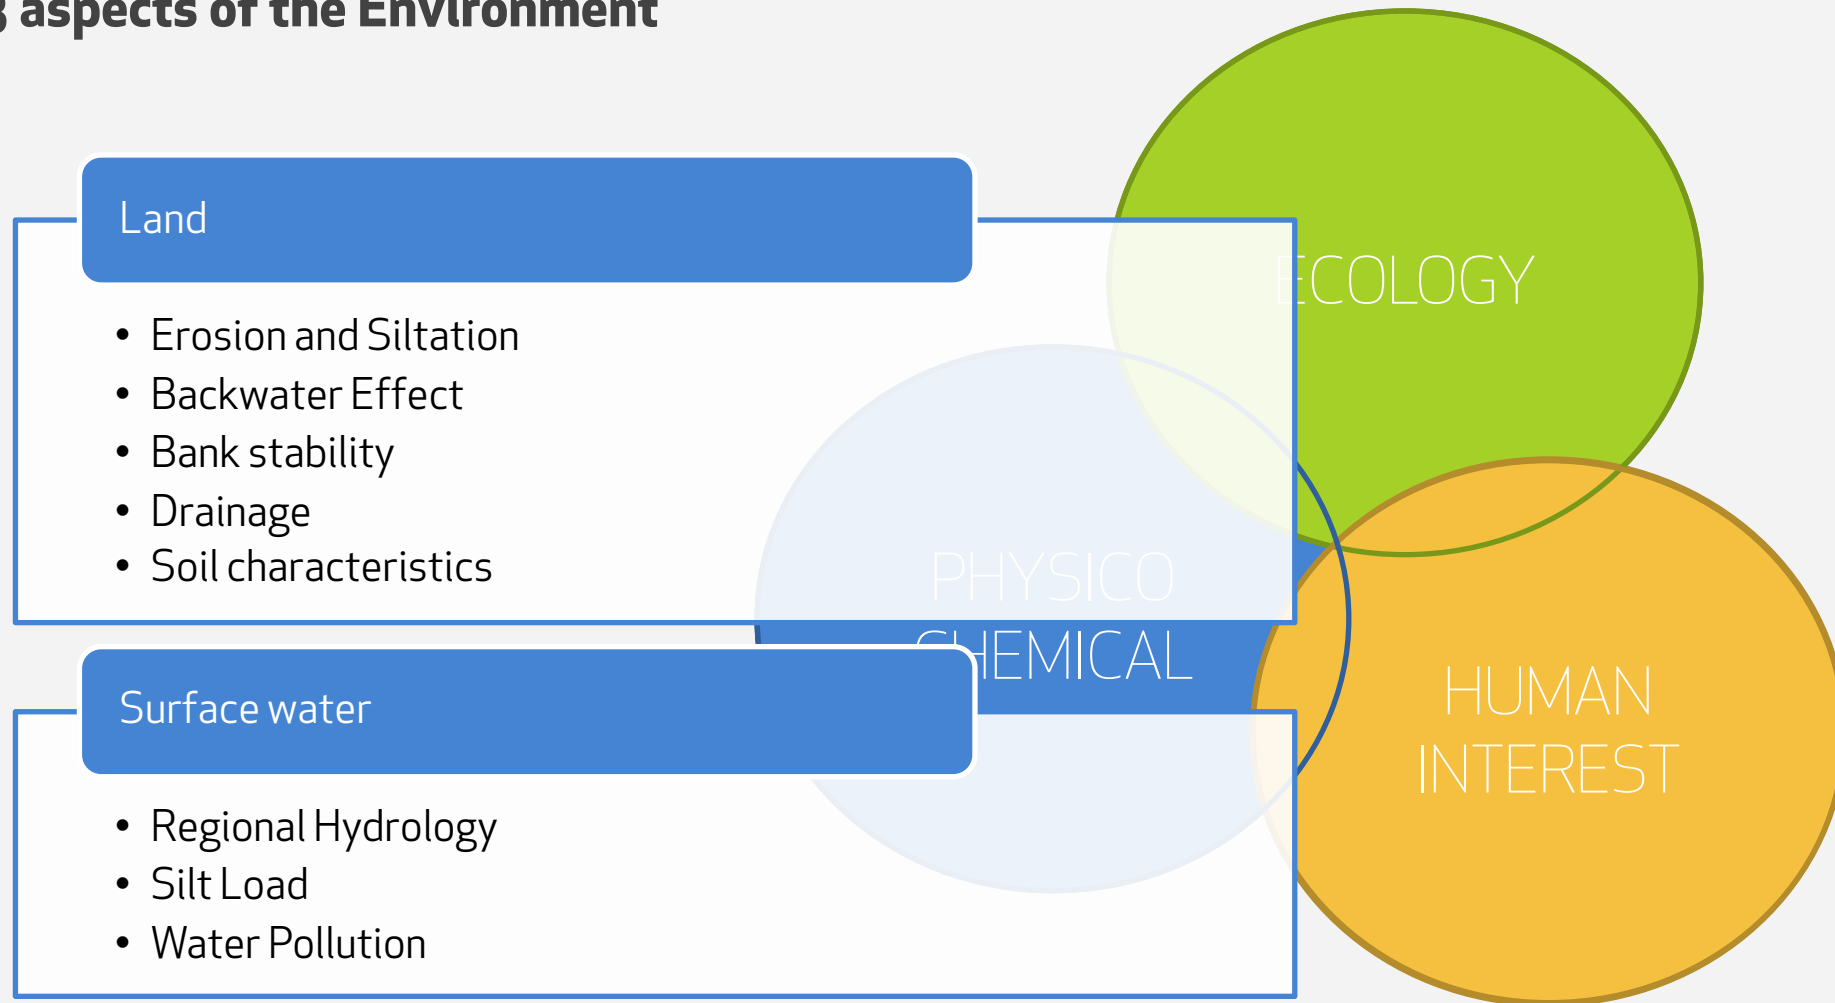 3 aspects of the Environment
Land
• Erosion and Siltation
• Backwater Effect
• Bank stability
• Drainage
• Soil characteristics
Surface water
• Regional Hydrology
• Silt Load
• Water Pollution
ECOLOGY
PHYSICO
CHEMICAL
HUMAN
INTEREST